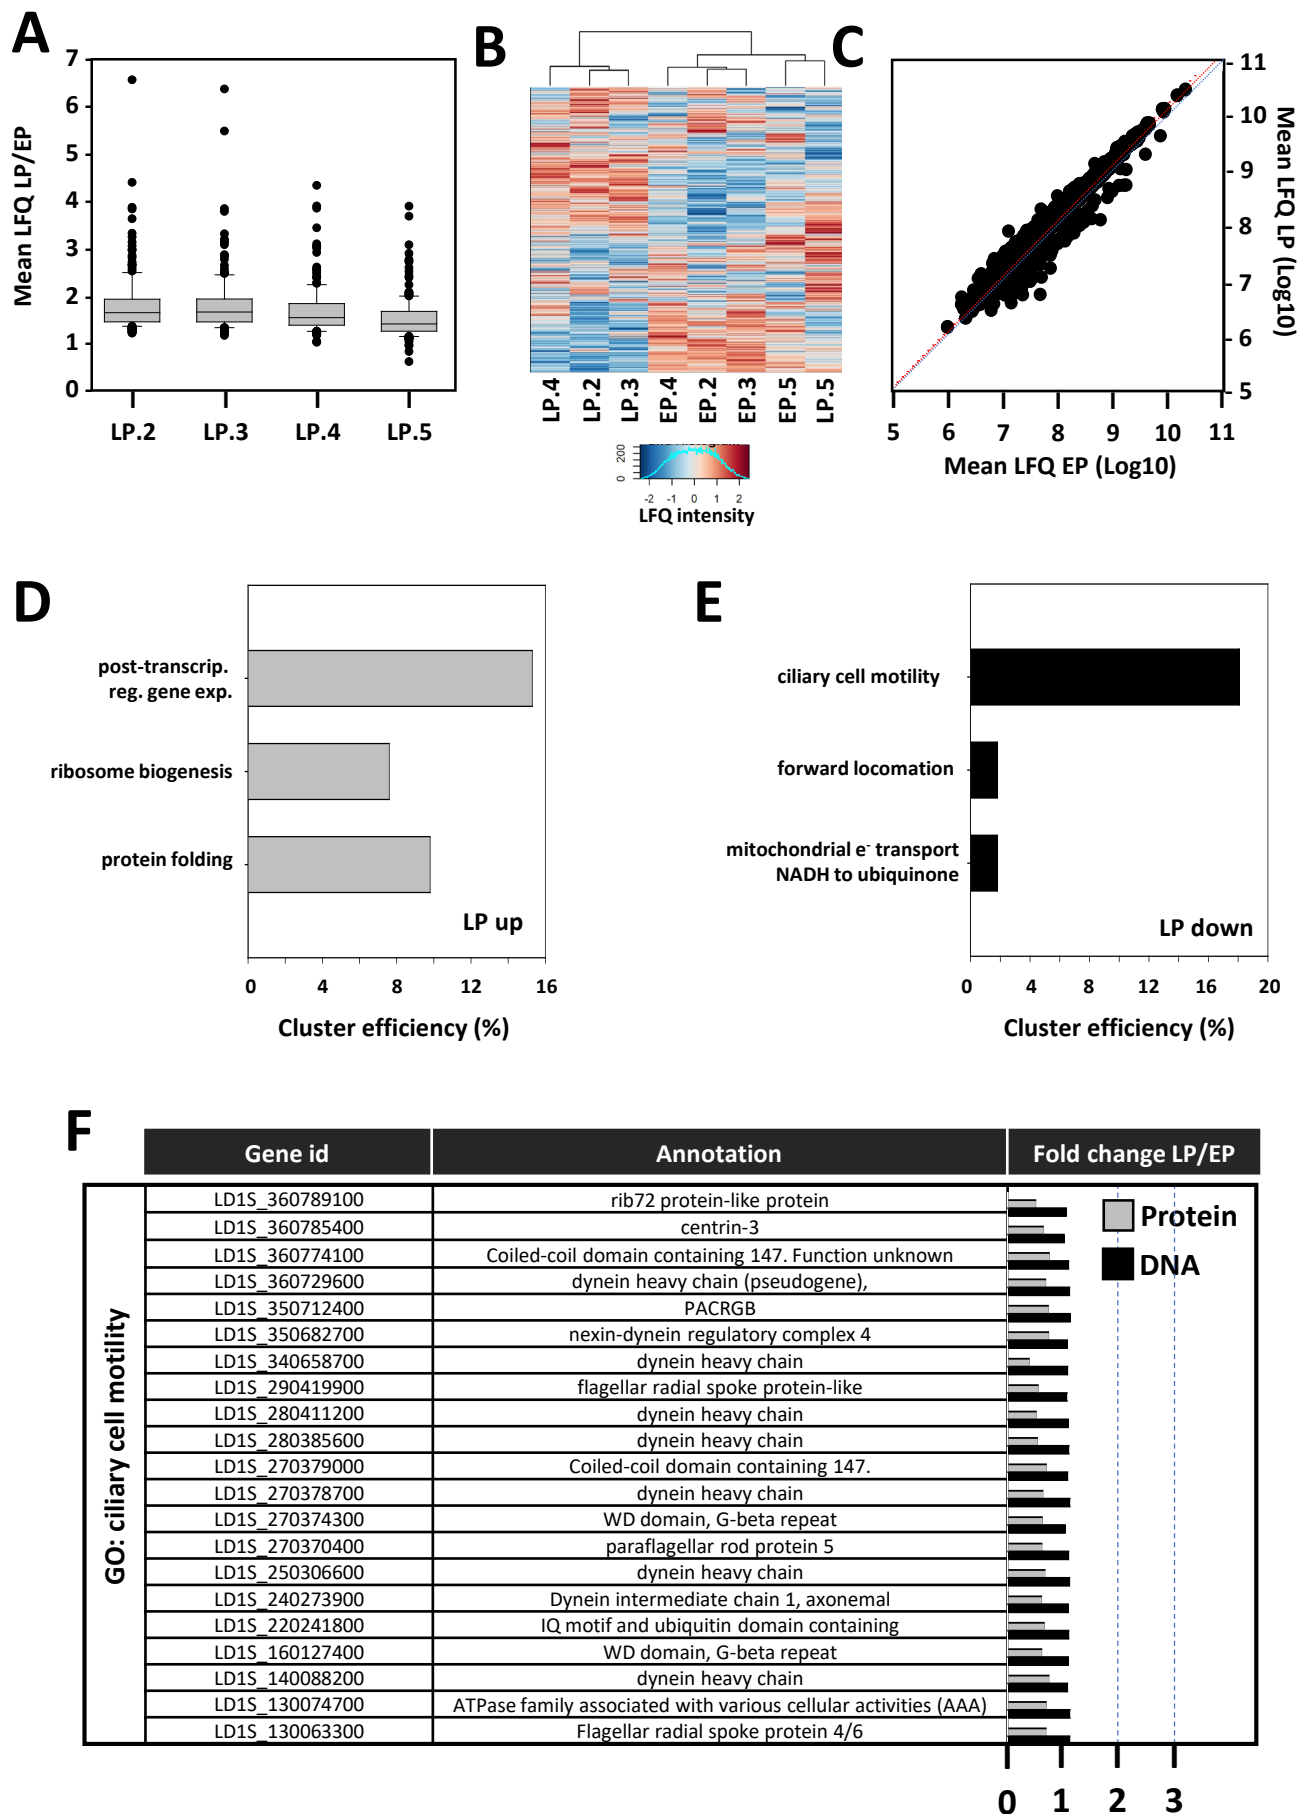 A
7
6
5
4
3
2
1
0
Mean LFQ LP/EP
LP.2
LP.3
LP.4
LP.5
B
LP.4
LP.2
LP.3
EP.4
EP.2
EP.3
EP.5
LP.5
200
0
-2 -1 0 1 2
LFQ intensity
C
11
10
9
8
7
6
5
Mean LFQ LP (Log10)
5 6 7 8 9 10 11
Mean LFQ EP (Log10)
D
post-transcrip.
reg. gene exp.
ribosome biogenesis
protein folding
LP up
0 4 8 12 16
Cluster efficiency (%)
E
ciliary cell motility
forward locomation
mitochondrial e- transport
NADH to ubiquinone
LP down
0 4 8 12 16 20
Cluster efficiency (%)
F
Gene id Annotation Fold change LP/EP
GO: ciliary cell motility
LD1S_360789100 rib72 protein-like protein
LD1S_360785400 centrin-3
LD1S_360774100 Coiled-coil domain containing 147. Function unknown
LD1S_360729600 dynein heavy chain (pseudogene),
LD1S_350712400 PACRGB
LD1S_350682700 nexin-dynein regulatory complex 4
LD1S_340658700 dynein heavy chain
LD1S_290419900 flagellar radial spoke protein-like
LD1S_280411200 dynein heavy chain
LD1S_280385600 dynein heavy chain
LD1S_270379000 Coiled-coil domain containing 147.
LD1S_270378700 dynein heavy chain
LD1S_270374300 WD domain, G-beta repeat
LD1S_270370400 paraflagellar rod protein 5
LD1S_250306600 dynein heavy chain
LD1S_240273900 Dynein intermediate chain 1, axonemal
LD1S_220241800 IQ motif and ubiquitin domain containing
LD1S_160127400 WD domain, G-beta repeat
LD1S_140088200 dynein heavy chain
LD1S_130074700 ATPase family associated with various cellular activities (AAA)
LD1S_130063300 Flagellar radial spoke protein 4/6
Protein
DNA
0 1 2 3